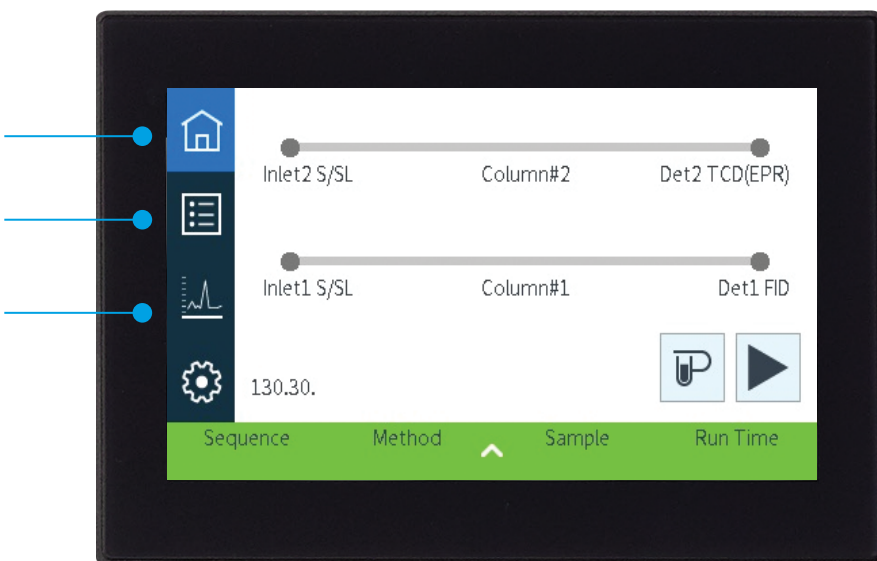 Inlet2 S/SL Column#2 Det2 TCD(EPR)
Inlet1 S/SL Column#1 Det1 FID
130.30.
Sequence Method Sample Run Time